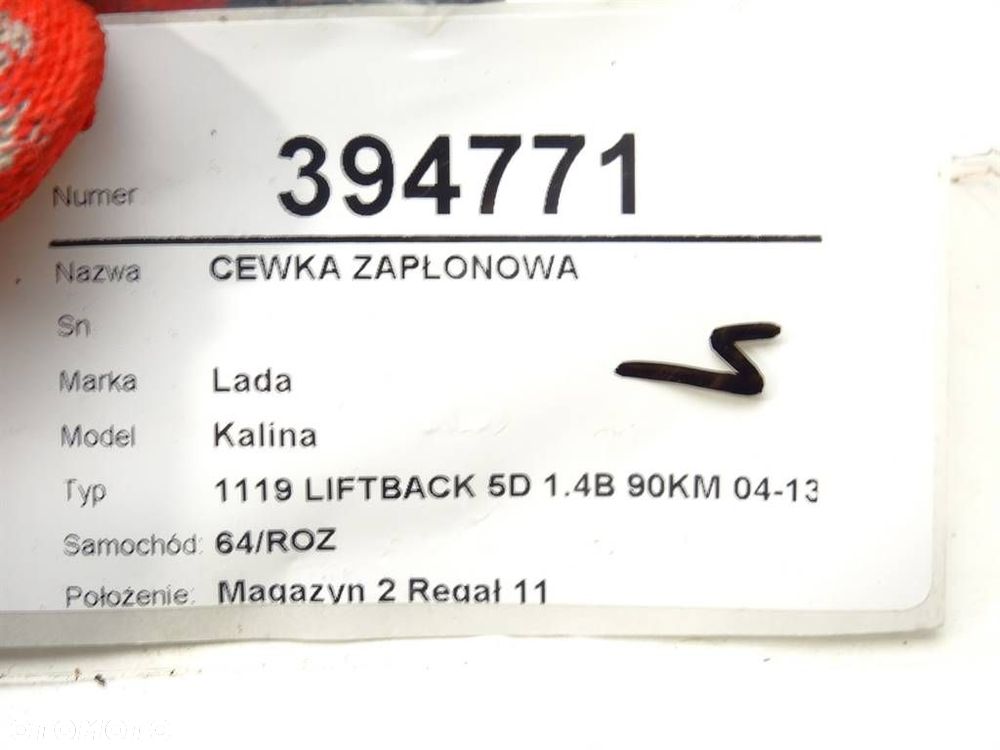 Numer 394771
Nazwa CEWKA ZAPŁONOWA
Sn
Marka Lada
Model Kalina
Typ 1119 LIFTBACK 5D 1.4B 90KM 04-13
Samochód: 64/ROZ
Położenie: Magazyn 2 Regał 11
OTOMOTO